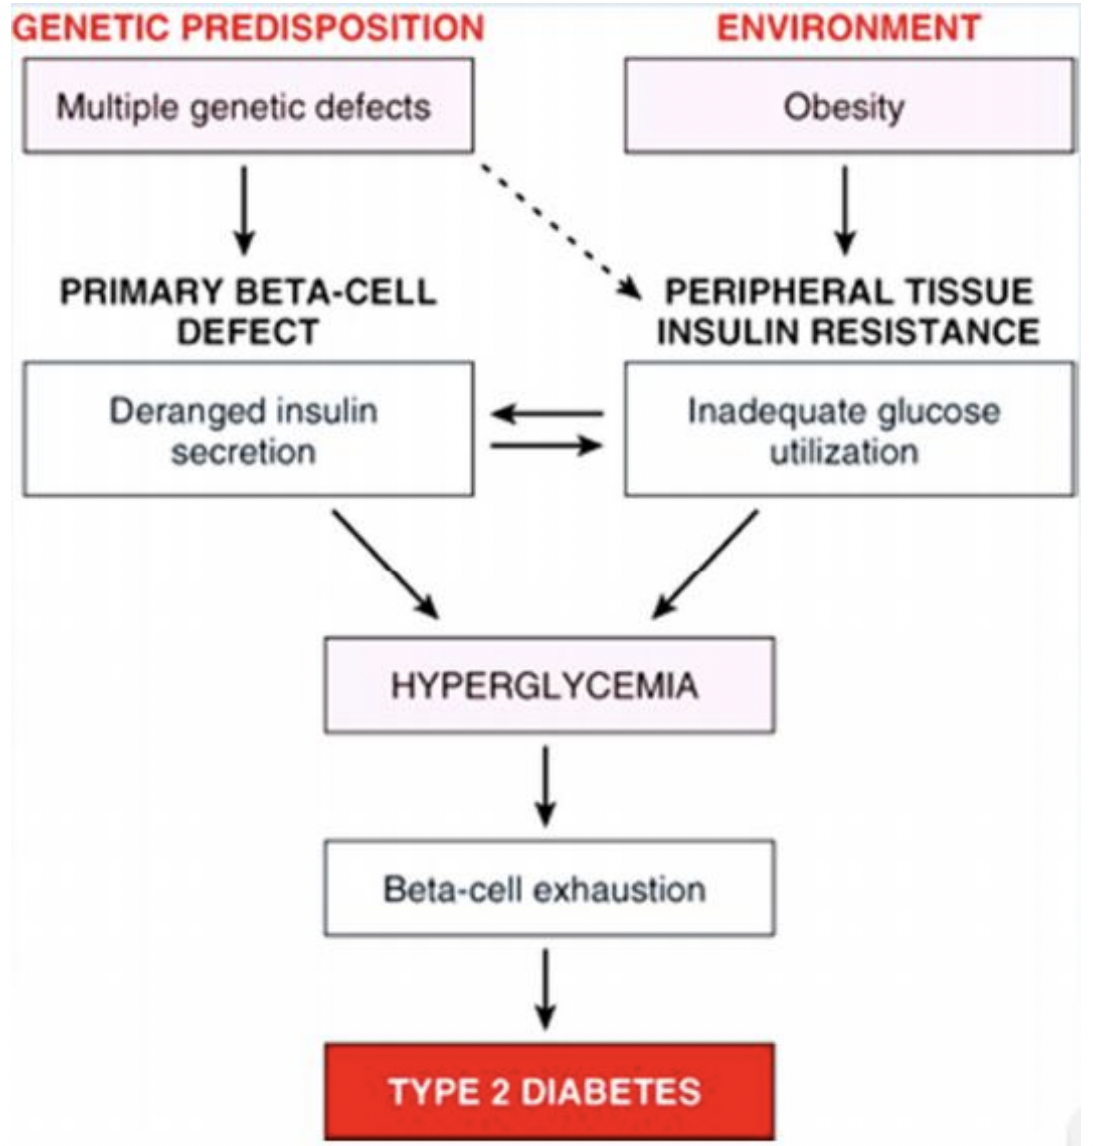 GENETIC PREDISPOSITION
ENVIRONMENT
Multiple genetic defects
Obesity
PRIMARY BETA-CELL
DEFECT
PERIPHERAL TISSUE
INSULIN RESISTANCE
Deranged insulin
secretion
Inadequate glucose
utilization
HYPERGLYCEMIA
Beta-cell exhaustion
TYPE 2 DIABETES